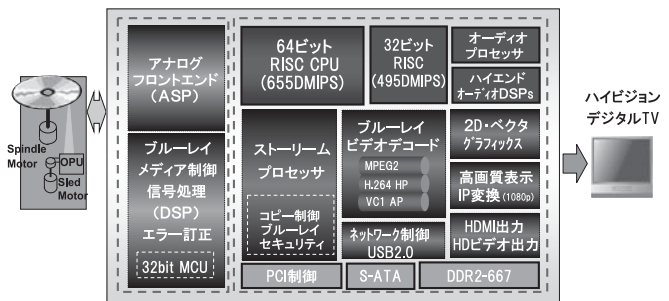 Spindle
Motor
OPU
Sled
Motor
アナログ
フロントエンド
(ASP)
ブルーレイ
メディア制御
信号処理
(DSP)
エラー訂正
32bit MCU
64ビット
RISC CPU
(655DMIPS)
32ビット
RISC
(495DMIPS)
オーディオ
プロセッサ
ハイエンド
オーディオDSPs
ストーリーム
プロセッサ
コピー制御
ブルーレイ
セキュリティ
ブルーレイ
ビデオデコード
MPEG2
H.264 HP
VC1 AP
2D・ベクタ
グラフィックス
高画質表示
IP変換(1080p)
ネットワーク制御
USB2.0
HDMI出力
HDビデオ出力
PCI制御
S-ATA
DDR2-667
ハイビジョン
デジタルTV